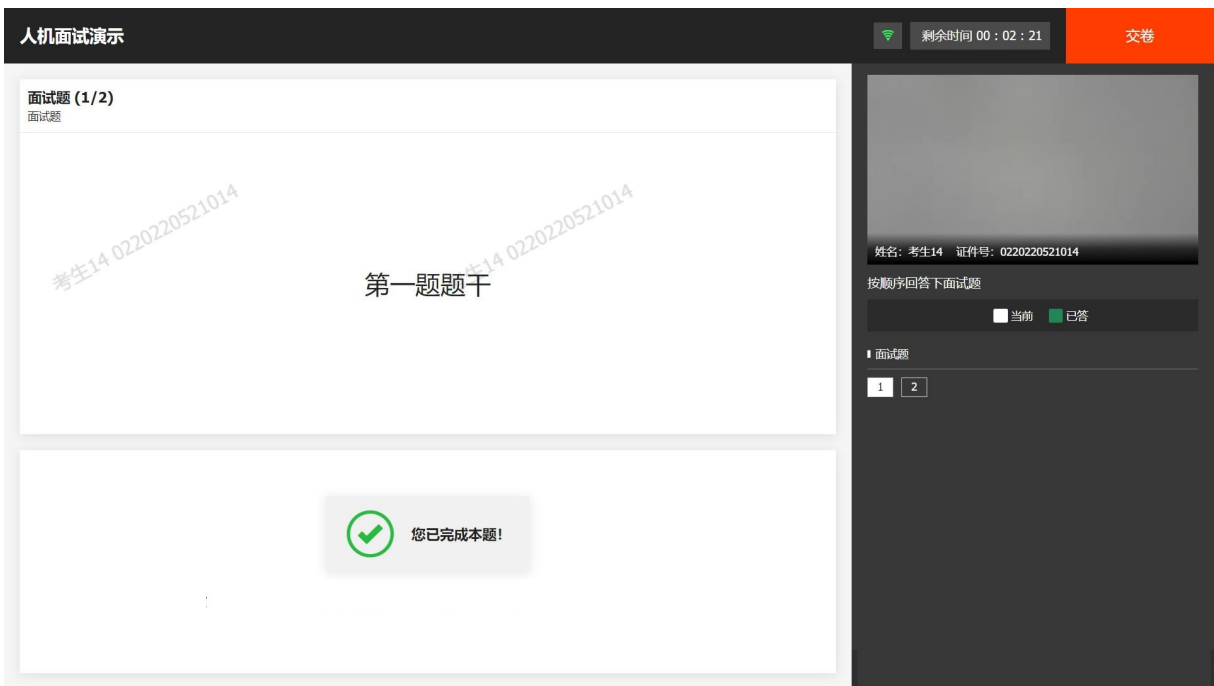 人机面试演示
剩余时间 00：02：21
交卷
面试题 (1/2)
面试题
考生14 0220220521014
生14 0220220521014
第一题题干
您已完成本题！
姓名：考生14 证件号：0220220521014
按顺序回答下面试题
当前 已答
面试题
1 2